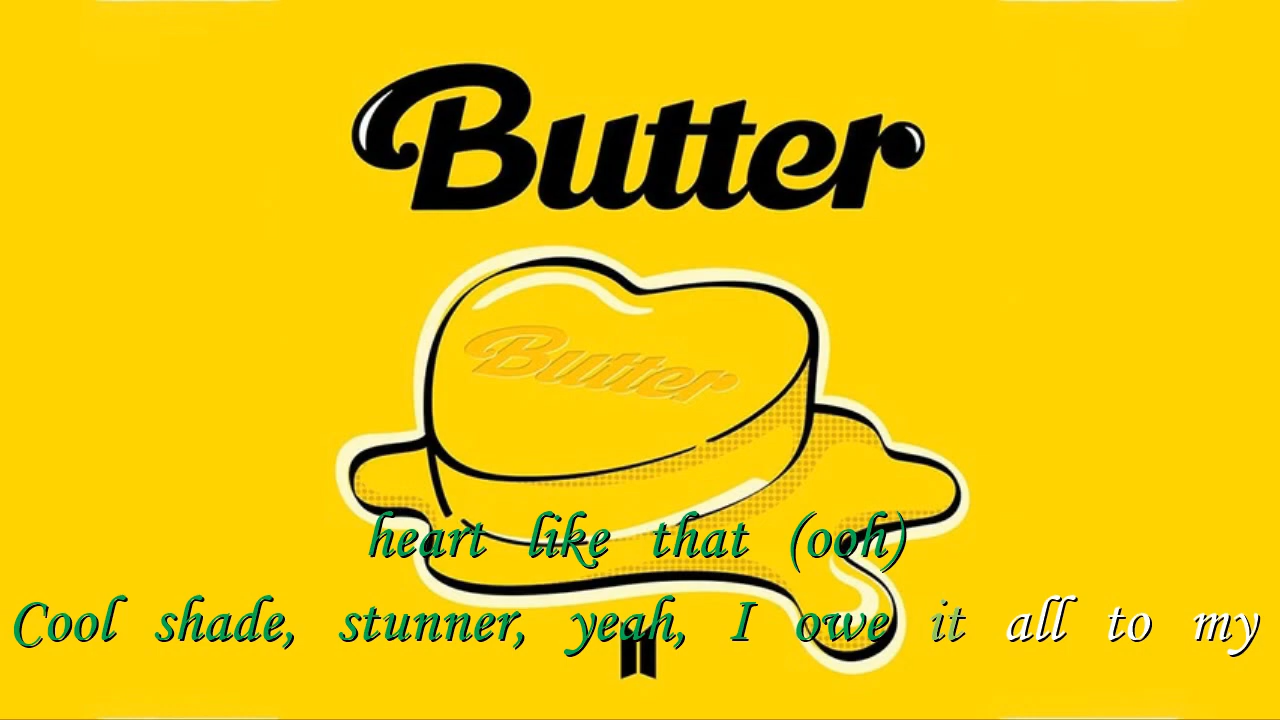 Butter
Butter
heart like that (ooh)
Cool shade, stunner, yeah, I owe it all to my